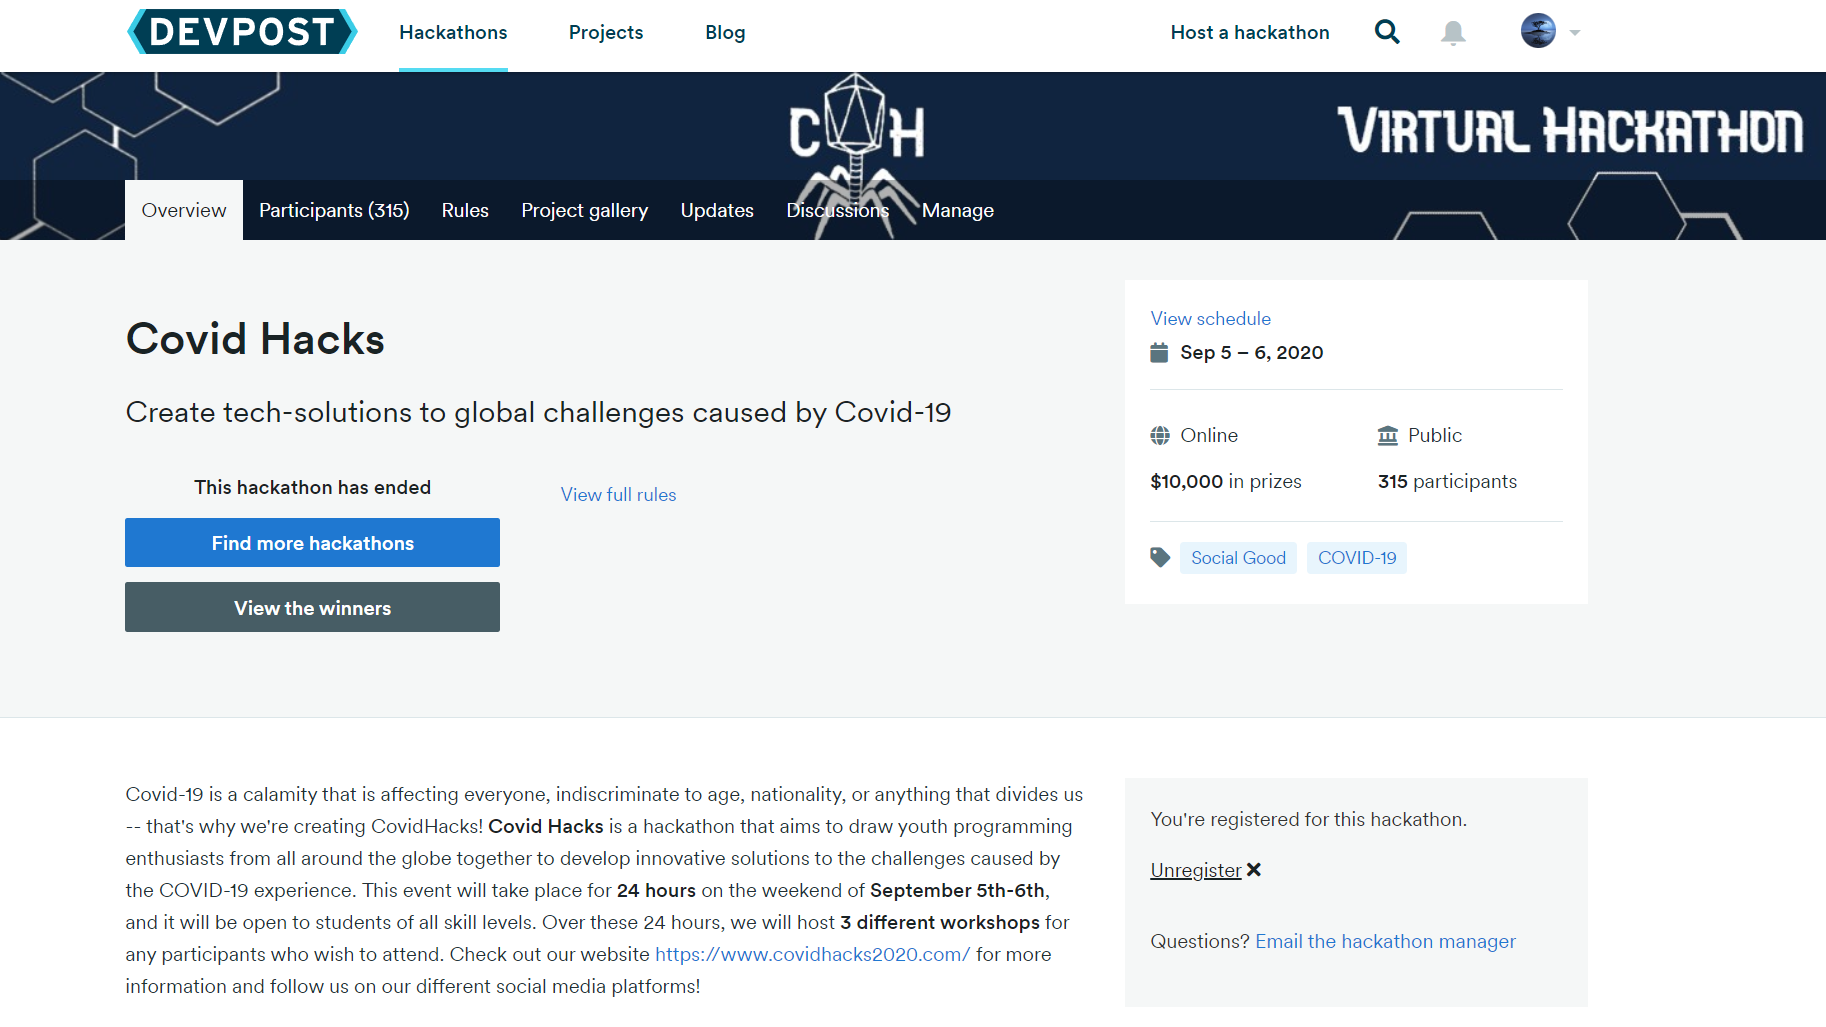 DEVPOST
Hackathons
Projects
Blog
Host a hackathon
C H
VIRTUAL HACKATHON
Overview
Participants (315)
Rules
Project gallery
Updates
Discussions
Manage
Covid Hacks
Create tech-solutions to global challenges caused by Covid-19
This hackathon has ended
View full rules
Find more hackathons
View the winners
View schedule
Sep 5 – 6, 2020
Online
Public
$10,000 in prizes
315 participants
Social Good
COVID-19
Covid-19 is a calamity that is affecting everyone, indiscriminate to age, nationality, or anything that divides us
-- that's why we're creating CovidHacks! Covid Hacks is a hackathon that aims to draw youth programming
enthusiasts from all around the globe together to develop innovative solutions to the challenges caused by
the COVID-19 experience. This event will take place for 24 hours on the weekend of September 5th-6th,
and it will be open to students of all skill levels. Over these 24 hours, we will host 3 different workshops for
any participants who wish to attend. Check out our website https://www.covidhacks2020.com/ for more
information and follow us on our different social media platforms!
You're registered for this hackathon.
Unregister
Questions? Email the hackathon manager